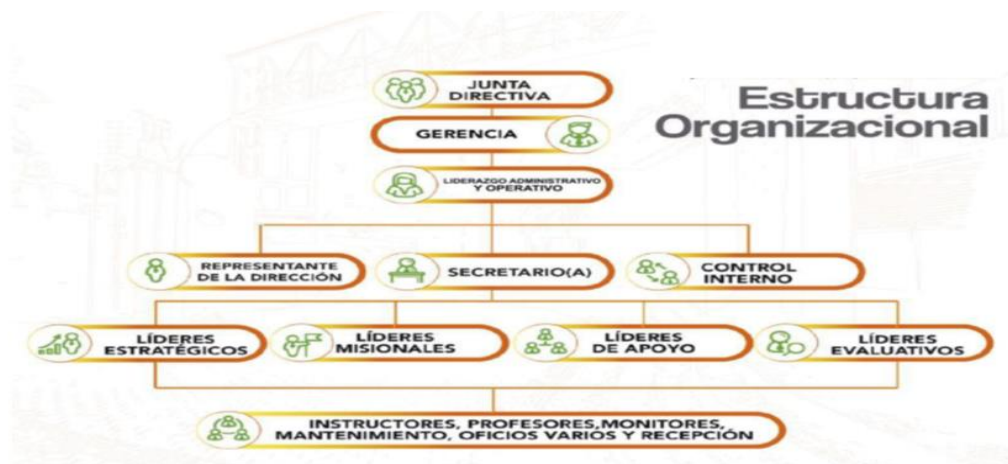 Estructura
Organizacional
JUNTA
DIRECTIVA
GERENCIA
LIDERAZGO ADMINISTRATIVO
Y OPERATIVO
REPRESENTANTE
DE LA DIRECCIÓN
SECRETARIO(A)
CONTROL
INTERNO
LÍDERES
ESTRATÉGICOS
LÍDERES
MISIONALES
LÍDERES
DE APOYO
LÍDERES
EVALUATIVOS
INSTRUCTORES, PROFESORES,MONITORES,
MANTENIMIENTO, OFICIOS VARIOS Y RECEPCIÓN